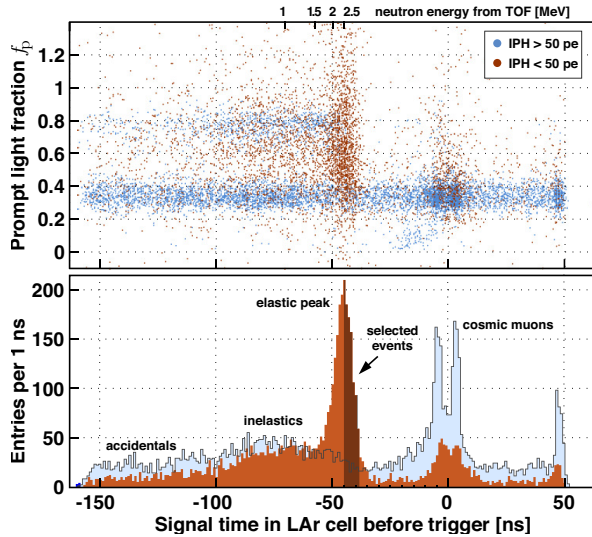 1 1.5 2 2.5 neutron energy from TOF [MeV]
Prompt light fraction fp
1.2
1
0.8
0.6
0.4
0.2
0
IPH > 50 pe
IPH < 50 pe
Entries per 1 ns
200
150
100
50
0
elastic peak
selected
events
cosmic muons
inelastics
accidentals
-150 -100 -50 0 50
Signal time in LAr cell before trigger [ns]